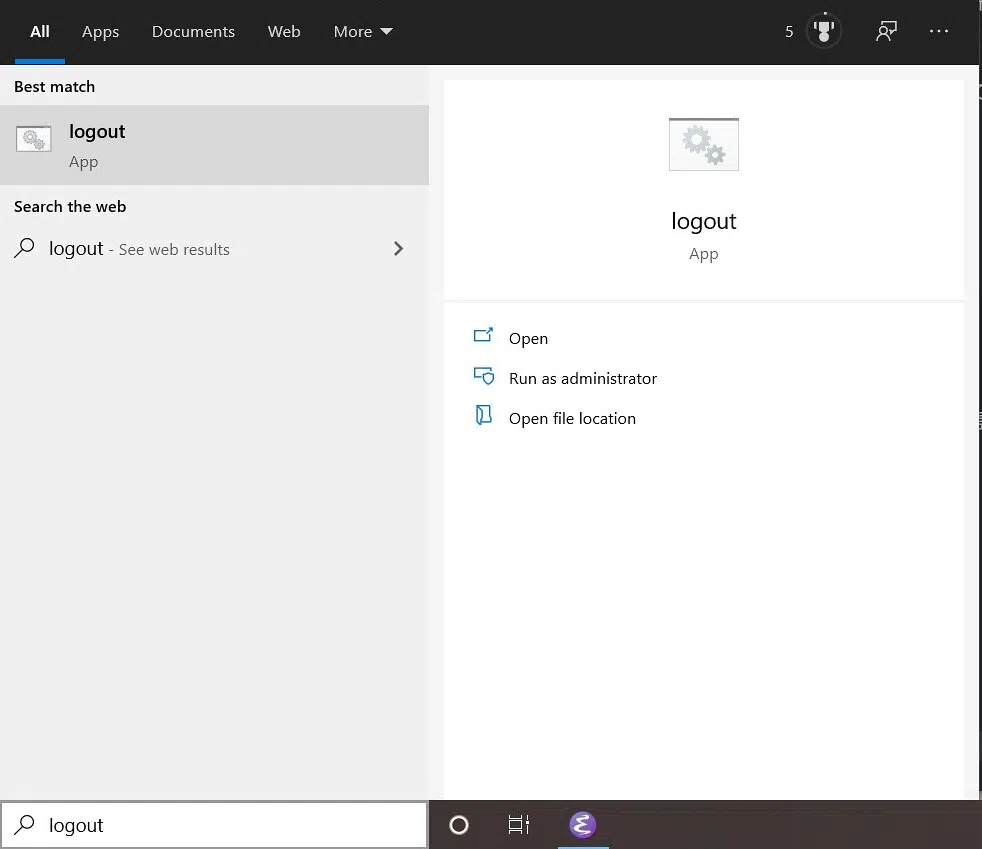 All Apps Documents Web More 5
Best match
logout
App
Search the web
logout - See web results
logout
App
Open
Run as administrator
Open file location
logout